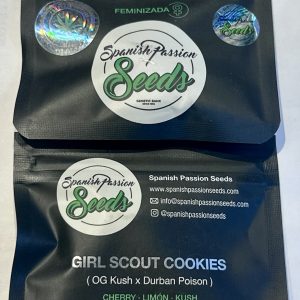 FEMINIZADA
Spanish Passion
Seeds
GENETIC BANK
Spanish Passion
Seeds
Spanish Passion Seeds
www.spanishpassionseeds.com
info@spanishpassionseeds.com
@spanishpassionseeds
GIRL SCOUT COOKIES
( OG Kush x Durban Poison )
CHERRY · LIMÓN · KUSH